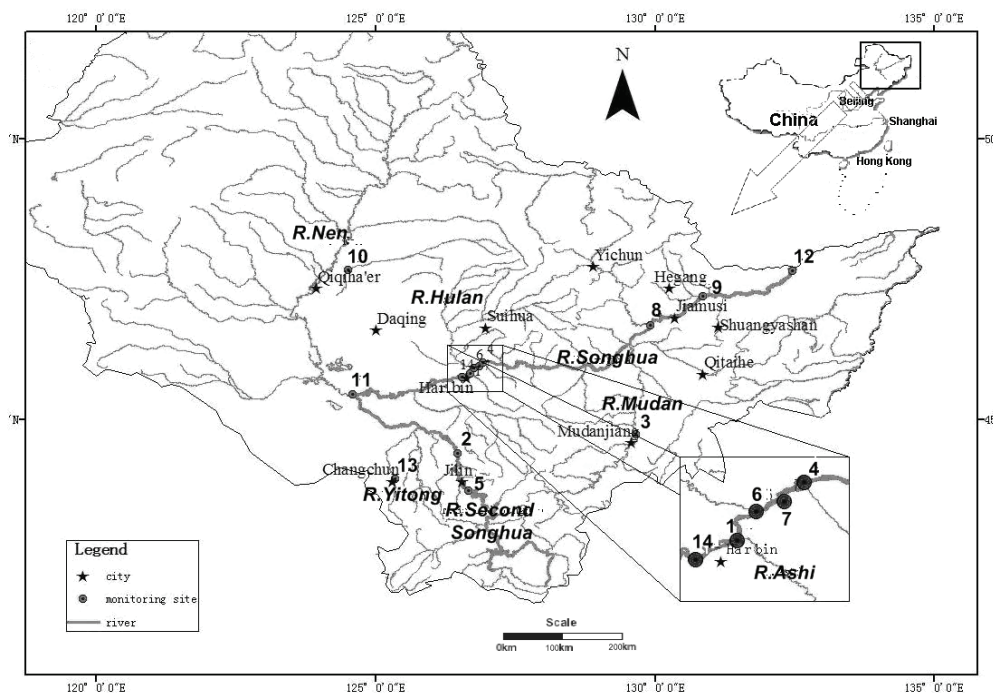 120° 0′0″E 125° 0′0″E 130° 0′0″E 135° 0′0″E
N
Beijing
China
Shanghai
Hong Kong
R.Nen
10
Qiqiha'er
Yichun
12
Hegang
9
R.Hulan
Daqing
Suihua
8
Jiamusi
Shuangyashan
R.Songhua
Qitaihe
11
Harbin
R.Mudan
3
Mudanjiang
2
Changchun
13
Jilin
5
R.Yitong
R.Second
Songhua
4
6
7
1
14
Harbin
R.Ashi
Legend
city
monitoring site
river
Scale
0km 100km 200km
120° 0′0″E 125° 0′0″E 130° 0′0″E 135° 0′0″E